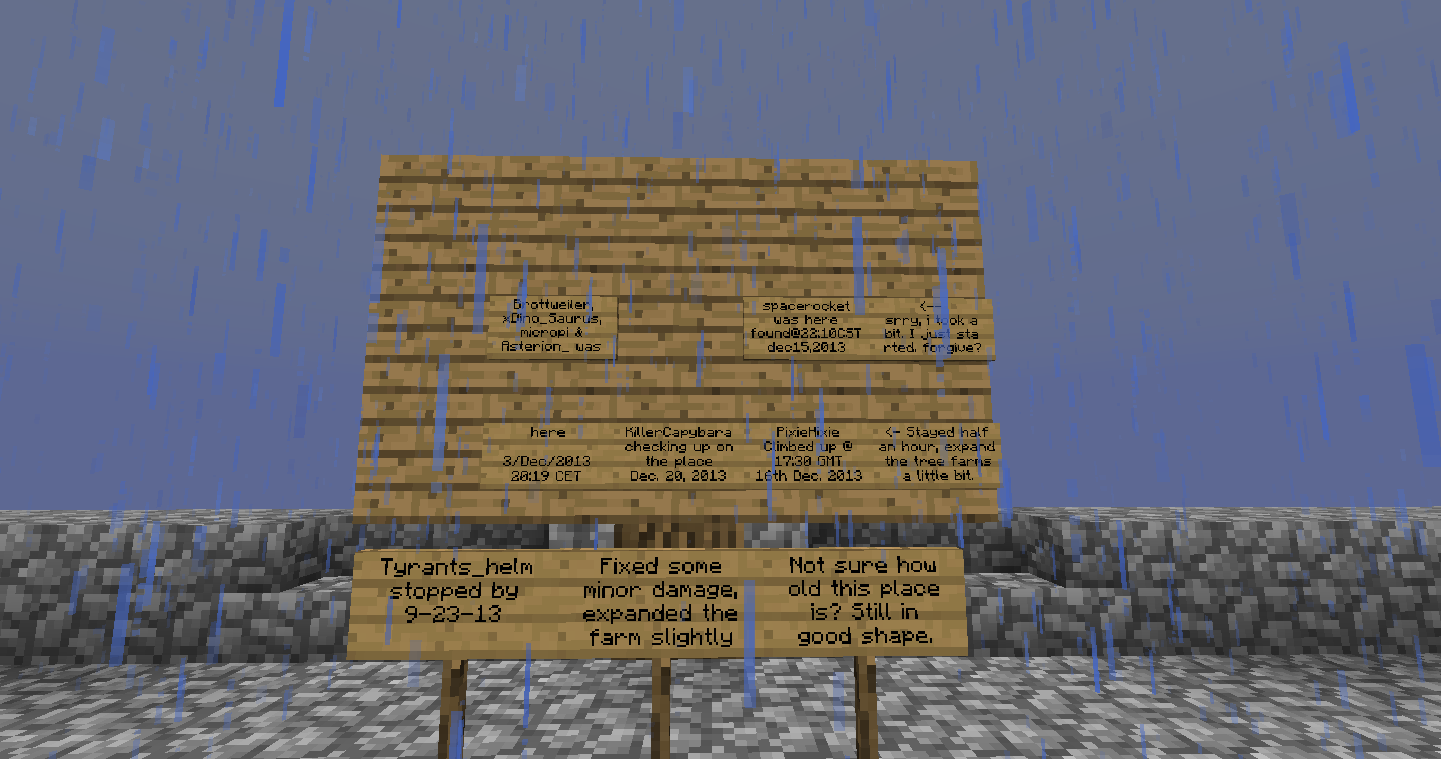 Brottweiler,
xDino_Saurus,
micropi &
Asterion_ was
spacerocket
was here
found@22:10CST
dec15,2013
<--
srry, i took a
bit. I just sta
rted. forgive?
here
3/Dec/2013
20:19 CET
KillerCapybara
checking up on
the place
Dec. 20, 2013
PixieHixie
Climbed up @
17:30 GMT
16th Dec. 2013
<- Stayed half
an hour, expand
the tree farms
a little bit.
Tyrants_helm
stopped by
9-23-13
Fixed some
minor damage,
expanded the
farm slightly
Not sure how
old this place
is? Still in
good shape.